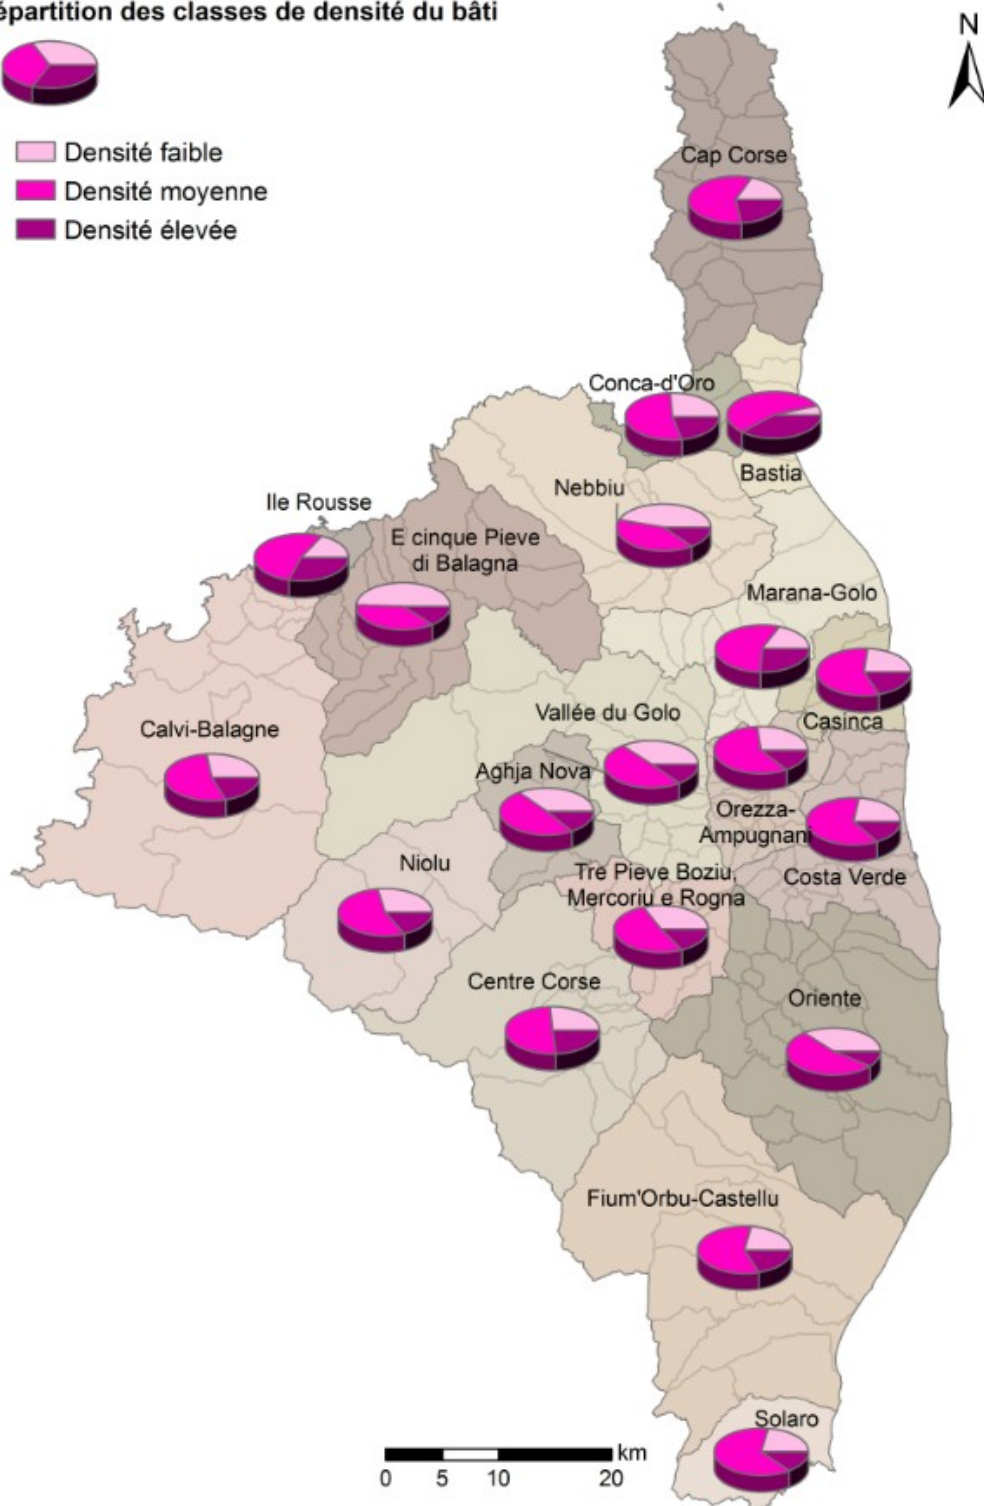 épartition des classes de densité du bâti
N
Densité faible
Densité moyenne
Densité élevée
Cap Corse
Conca-d'Oro
Bastia
Nebbiu
Ile Rousse
E cinque Pieve
di Balagna
Marana-Golo
Calvi-Balagne
Vallée du Golo
Casinca
Aghja Nova
Orezza-
Ampugnani
Niolu
Tre Pieve Boziu,
Mercoriu e Rogna
Costa Verde
Centre Corse
Oriente
Fium'Orbu-Castellu
Solaro
km
0 5 10 20